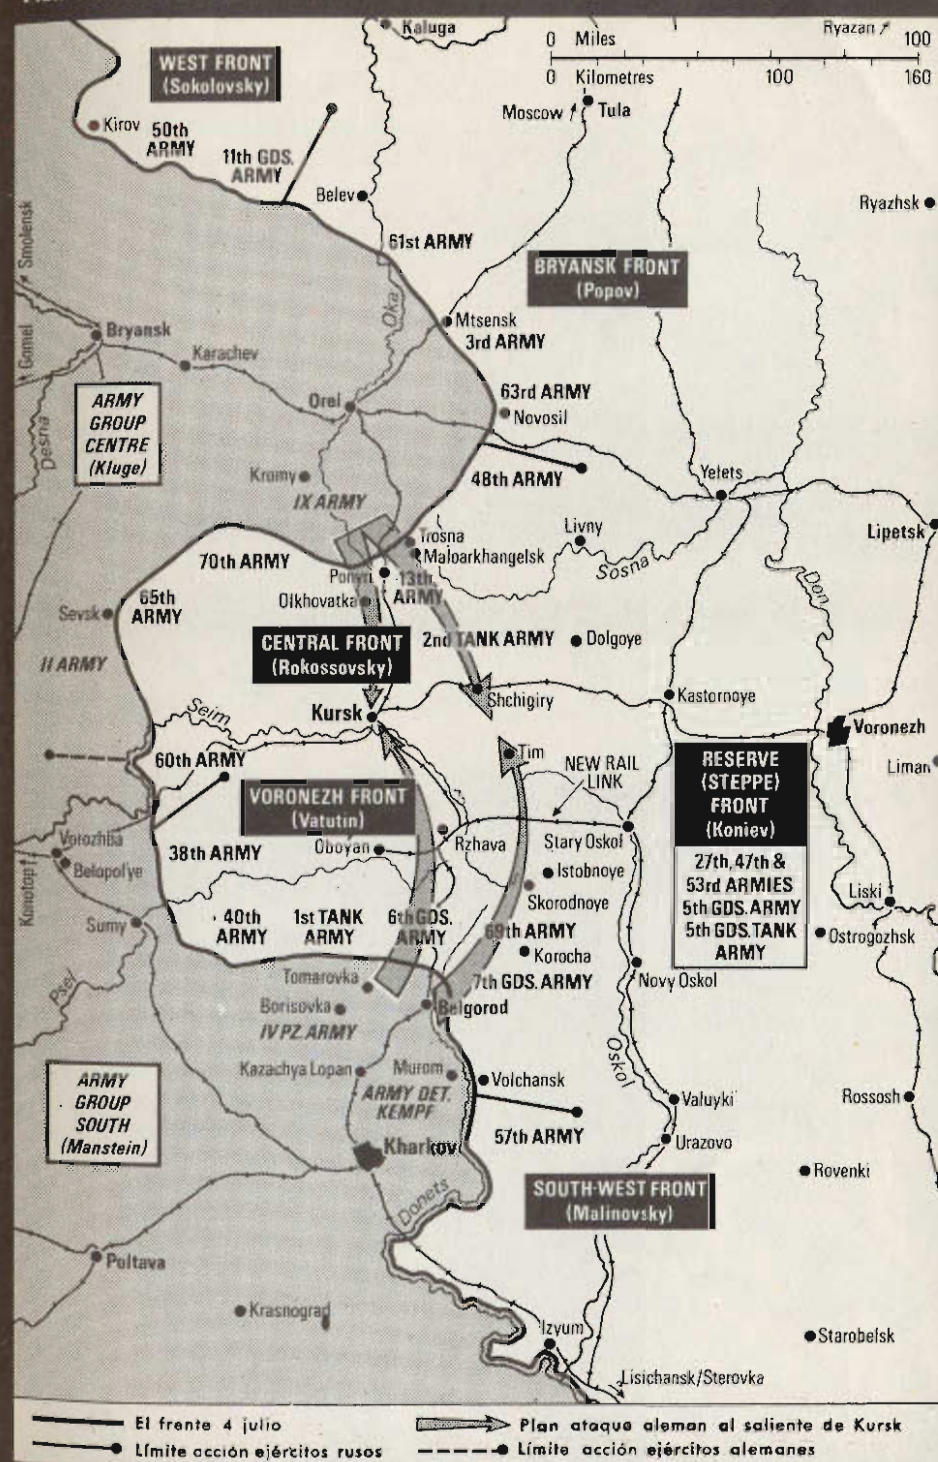 Kaluga
0 Miles 100
Ryazan
0 Kilometres 100 160
WEST FRONT
(Sokolovsky)
Moscow
Tula
Kirov
50th
ARMY
11th GDS.
ARMY
Belev
Ryazhsk
Smolensk
61st ARMY
BRYANSK FRONT
(Popov)
Oka
Bryansk
Mtsensk
3rd ARMY
Gomel
Karachev
ARMY
GROUP
CENTRE
(Kluge)
Desna
Orel
63rd ARMY
Novosil
Kromy
IX ARMY
48th ARMY
Yelets
Livny
Lipetsk
Trosna
Maloarkhangelsk
Sosna
Don
70th ARMY
Ponyri
13th
ARMY
Olkhovatka
65th
ARMY
Sevsk
II ARMY
CENTRAL FRONT
(Rokossovsky)
2nd TANK ARMY
Dolgoye
Shchigiry
Kastornoye
Seim
Kursk
Voronezh
60th ARMY
Tim
NEW RAIL
LINK
Liman
RESERVE
(STEPPE)
FRONT
(Koniev)
27th, 47th &
53rd ARMIES
5th GDS. ARMY
5th GDS. TANK
ARMY
VORONEZH FRONT
(Vatutin)
Vorozhba
Belopol'ye
Konotop
38th ARMY
Oboyan
Rzhava
Stary Oskol
Istobnoye
Skorodnoye
Liski
Ostrogozhsk
Sumy
40th
ARMY
1st TANK
ARMY
6th GDS.
ARMY
69th ARMY
Korocha
7th GDS. ARMY
Novy Oskol
Psel
Tomarovka
Borisovka
IV PZ. ARMY
Belgorod
Oskol
Kazachya Lopan
Murom
ARMY DET.
KEMPF
Volchansk
Valuyki
Rossosh
ARMY
GROUP
SOUTH
(Manstein)
57th ARMY
Urazovo
Kharkov
Rovenki
Donets
SOUTH-WEST FRONT
(Malinovsky)
Poltava
Krasnograd
Izyum
Starobelsk
Lisichansk/Sterovka
El frente 4 julio
Plan ataque aleman al saliente de Kursk
Límite acción ejércitos rusos
Límite acción ejércitos alemanes